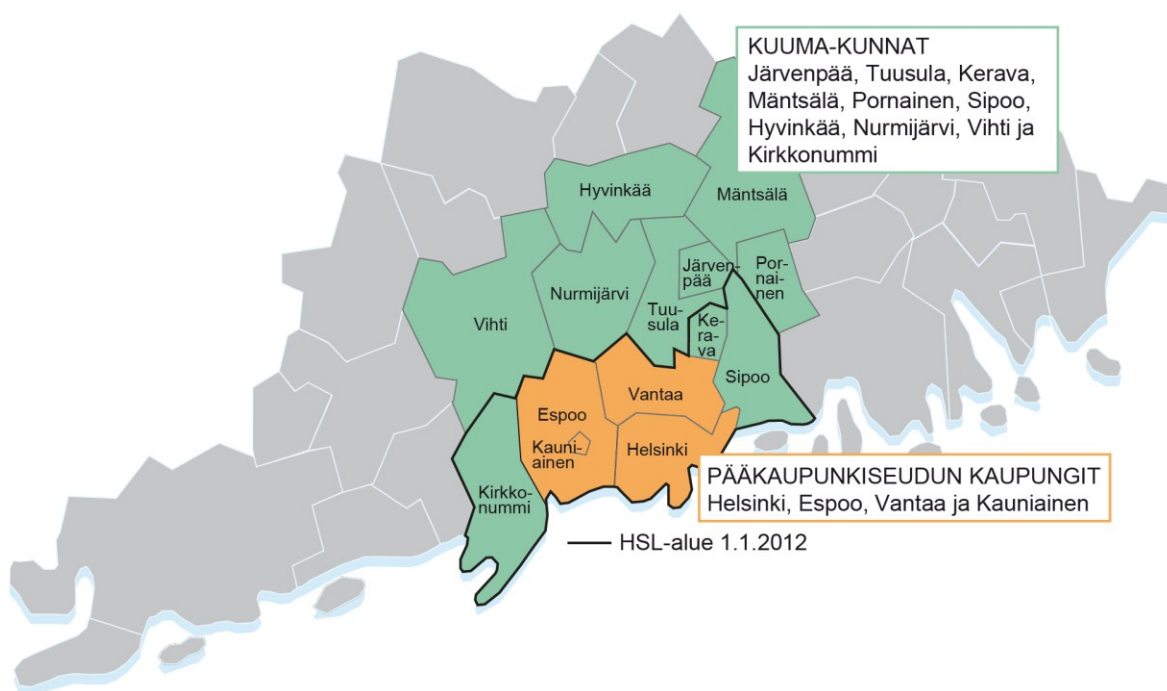 KUUMA-KUNNAT
Järvenpää, Tuusula, Kerava,
Mäntsälä, Pornainen, Sipoo,
Hyvinkää, Nurmijärvi, Vihti ja
Kirkkonummi
Hyvinkää
Mäntsälä
Järven-
pää
Por-
nai-
nen
Nurmijärvi
Tuu-
sula
Ke-
ra-
va
Vihti
Sipoo
Vantaa
Espoo
Kauni-
ainen
Helsinki
Kirkko-
nummi
PÄÄKAUPUNKISEUDUN KAUPUNGIT
Helsinki, Espoo, Vantaa ja Kauniainen
HSL-alue 1.1.2012